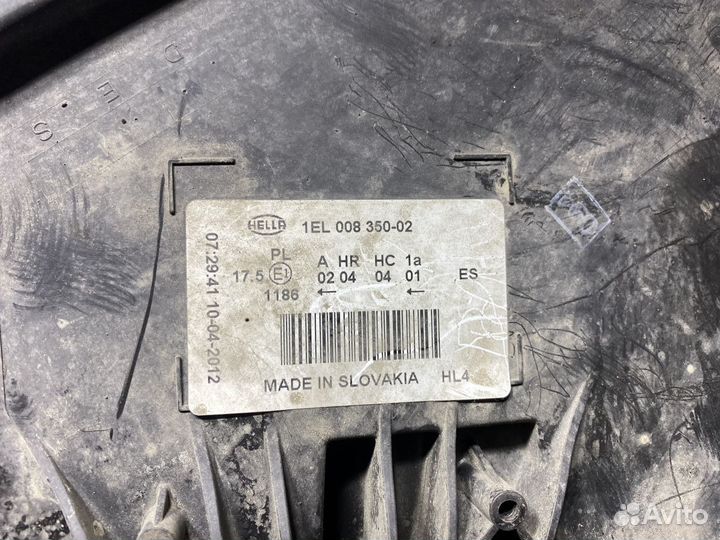 HELLA 1EL 008 350-02
PL A HR HC 1a
17.5 E1 02 04 04 01 ES
1186 ← ←
MADE IN SLOVAKIA HL4
07:29:41 10-04-2012
Avito